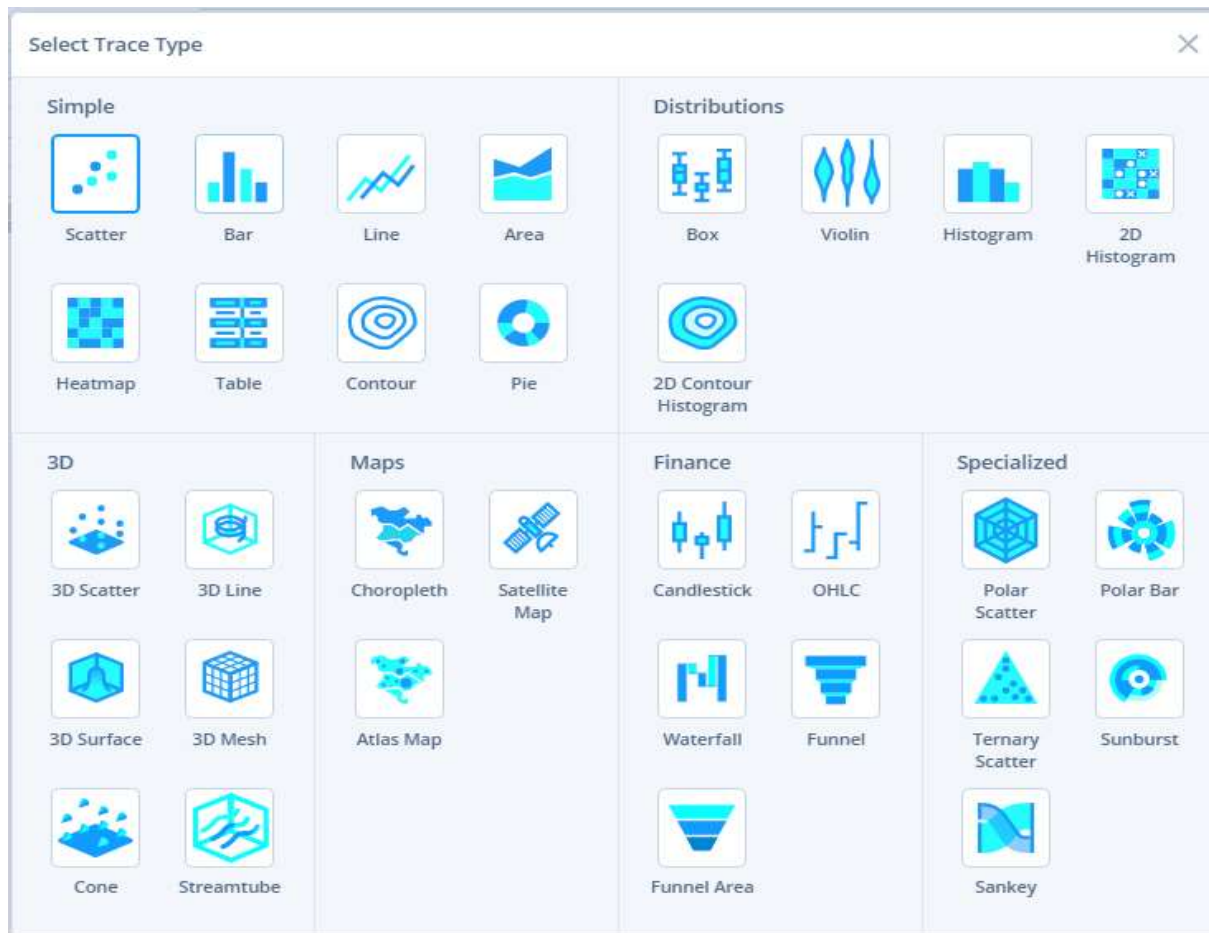 Select Trace Type
Simple
Scatter
Bar
Line
Area
Heatmap
Table
Contour
Pie
Distributions
Box
Violin
Histogram
2D
Histogram
2D Contour
Histogram
3D
3D Scatter
3D Line
3D Surface
3D Mesh
Cone
Streamtube
Maps
Choropleth
Satellite
Map
Atlas Map
Finance
Candlestick
OHLC
Waterfall
Funnel
Funnel Area
Specialized
Polar
Scatter
Polar Bar
Ternary
Scatter
Sunburst
Sankey